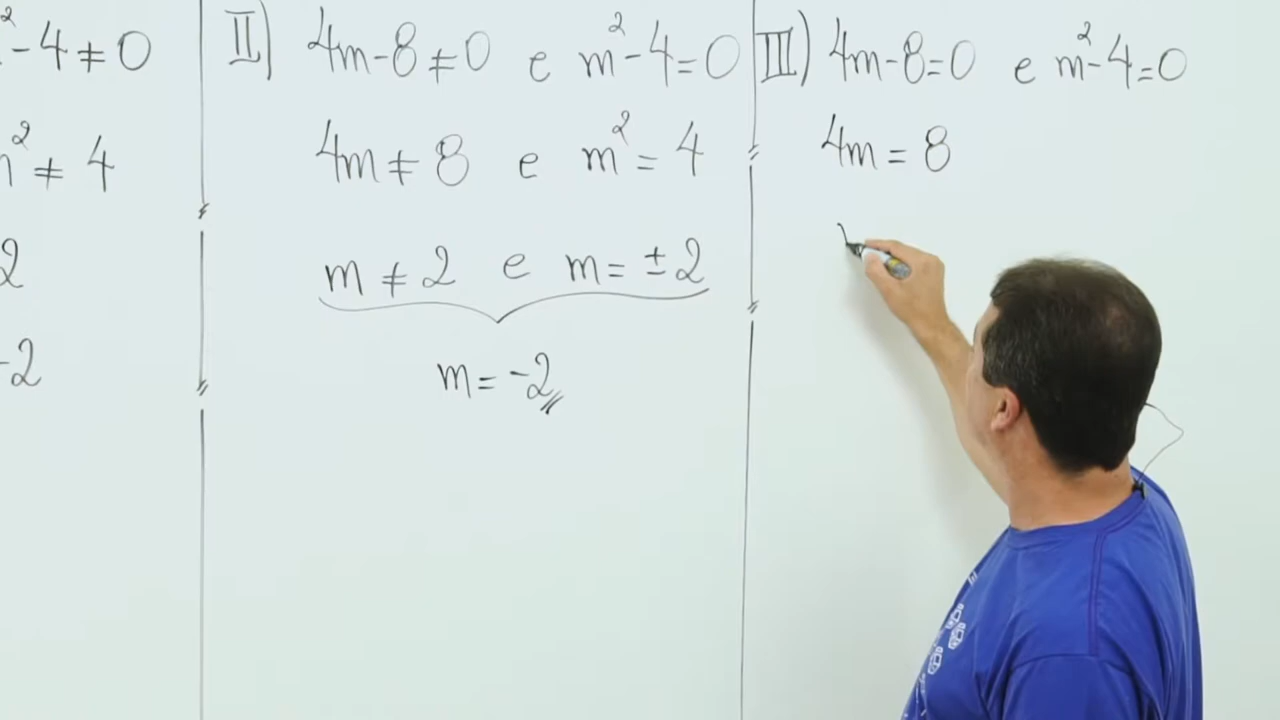 ²-4≠0
m² ≠ 4
2
-2
II) 4m-8≠0 e m²-4=0
4m ≠ 8 e m² = 4
m ≠ 2 e m = ±2
m = -2
III) 4m-8=0 e m²-4=0
4m = 8